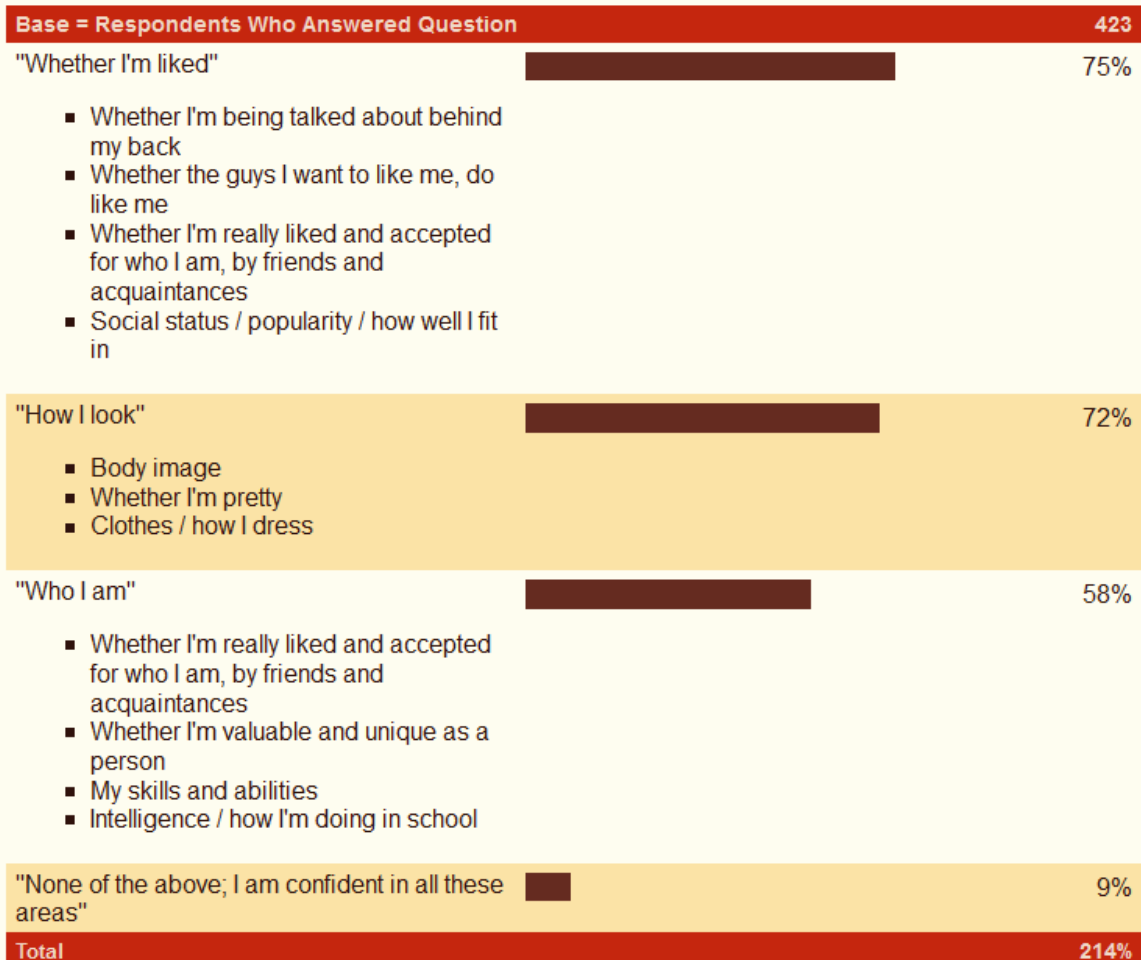 Base = Respondents Who Answered Question 423
"Whether I'm liked" 75%
▪ Whether I'm being talked about behind
my back
▪ Whether the guys I want to like me, do
like me
▪ Whether I'm really liked and accepted
for who I am, by friends and
acquaintances
▪ Social status / popularity / how well I fit
in
"How I look" 72%
▪ Body image
▪ Whether I'm pretty
▪ Clothes / how I dress
"Who I am" 58%
▪ Whether I'm really liked and accepted
for who I am, by friends and
acquaintances
▪ Whether I'm valuable and unique as a
person
▪ My skills and abilities
▪ Intelligence / how I'm doing in school
"None of the above; I am confident in all these 9%
areas"
Total 214%